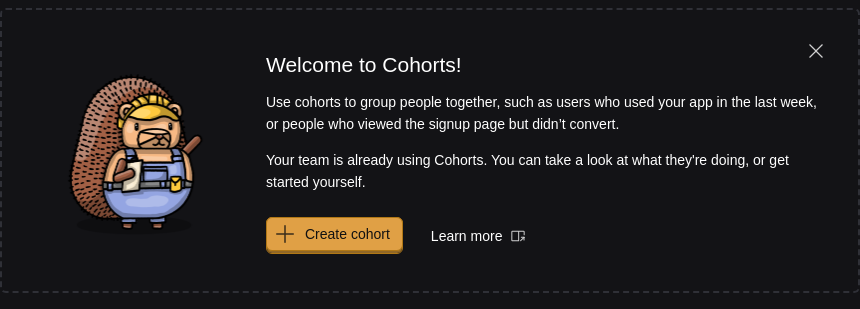 Welcome to Cohorts!
Use cohorts to group people together, such as users who used your app in the last week,
or people who viewed the signup page but didn’t convert.
Your team is already using Cohorts. You can take a look at what they're doing, or get
started yourself.
Create cohort
Learn more